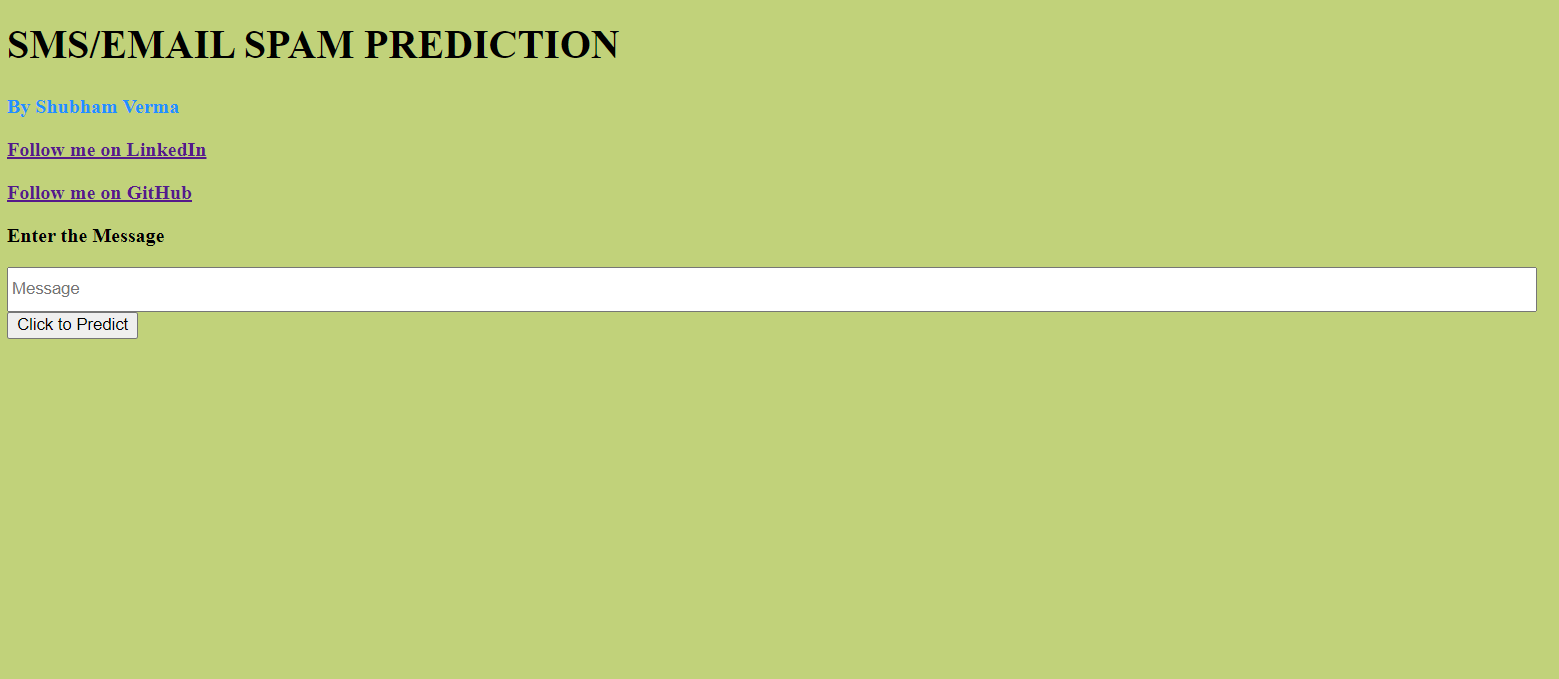 SMS/EMAIL SPAM PREDICTION
By Shubham Verma
Follow me on LinkedIn
Follow me on GitHub
Enter the Message
Message
Click to Predict